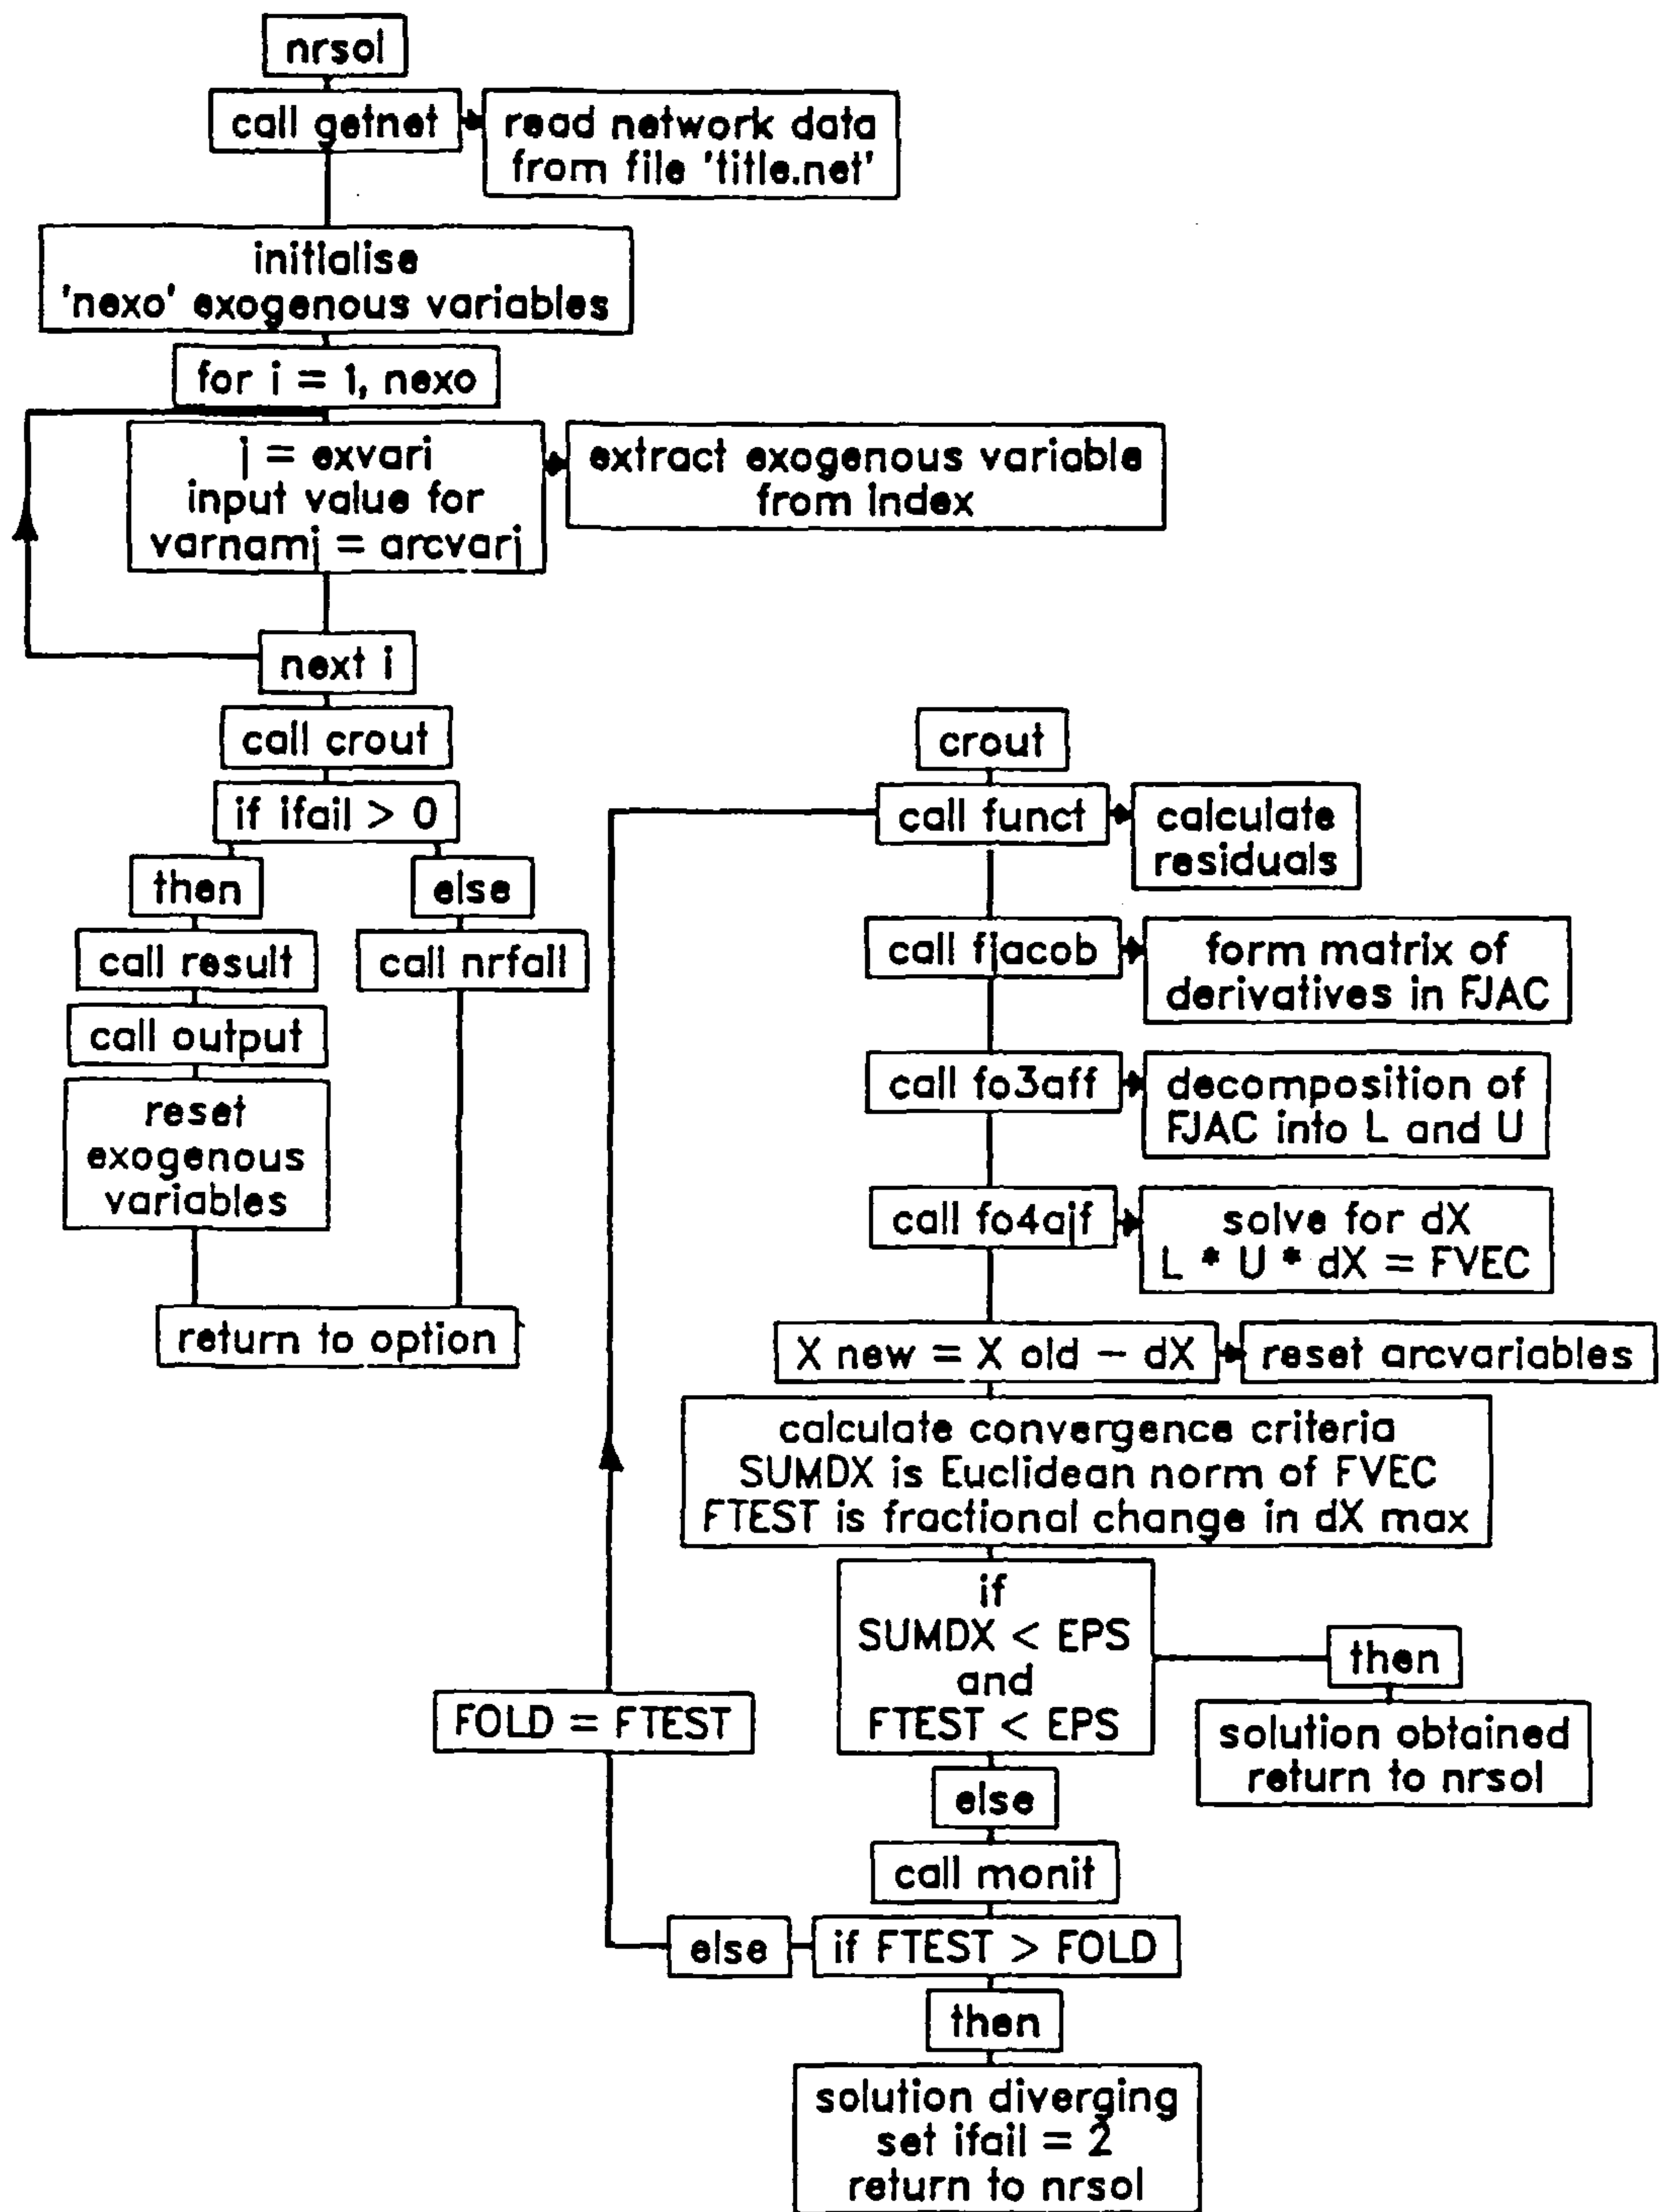 nrsol
call getnet
read network data
from file 'title.net'
initialise
'nexo' exogenous variables
for i = 1, nexo
j = exvari
input value for
varnamj = arcvarj
extract exogenous variable
from index
next i
call crout
if ifail > 0
then
else
call result
call nrfail
call output
reset
exogenous
variables
return to option
crout
call funct
calculate
residuals
call fjacob
form matrix of
derivatives in FJAC
call fo3aff
decomposition of
FJAC into L and U
call fo4ajf
solve for dX
L * U * dX = FVEC
X new = X old - dX
reset arcvariables
calculate convergence criteria
SUMDX is Euclidean norm of FVEC
FTEST is fractional change in dX max
if
SUMDX < EPS
and
FTEST < EPS
then
solution obtained
return to nrsol
FOLD = FTEST
else
call monit
else
if FTEST > FOLD
then
solution diverging
set ifail = 2
return to nrsol